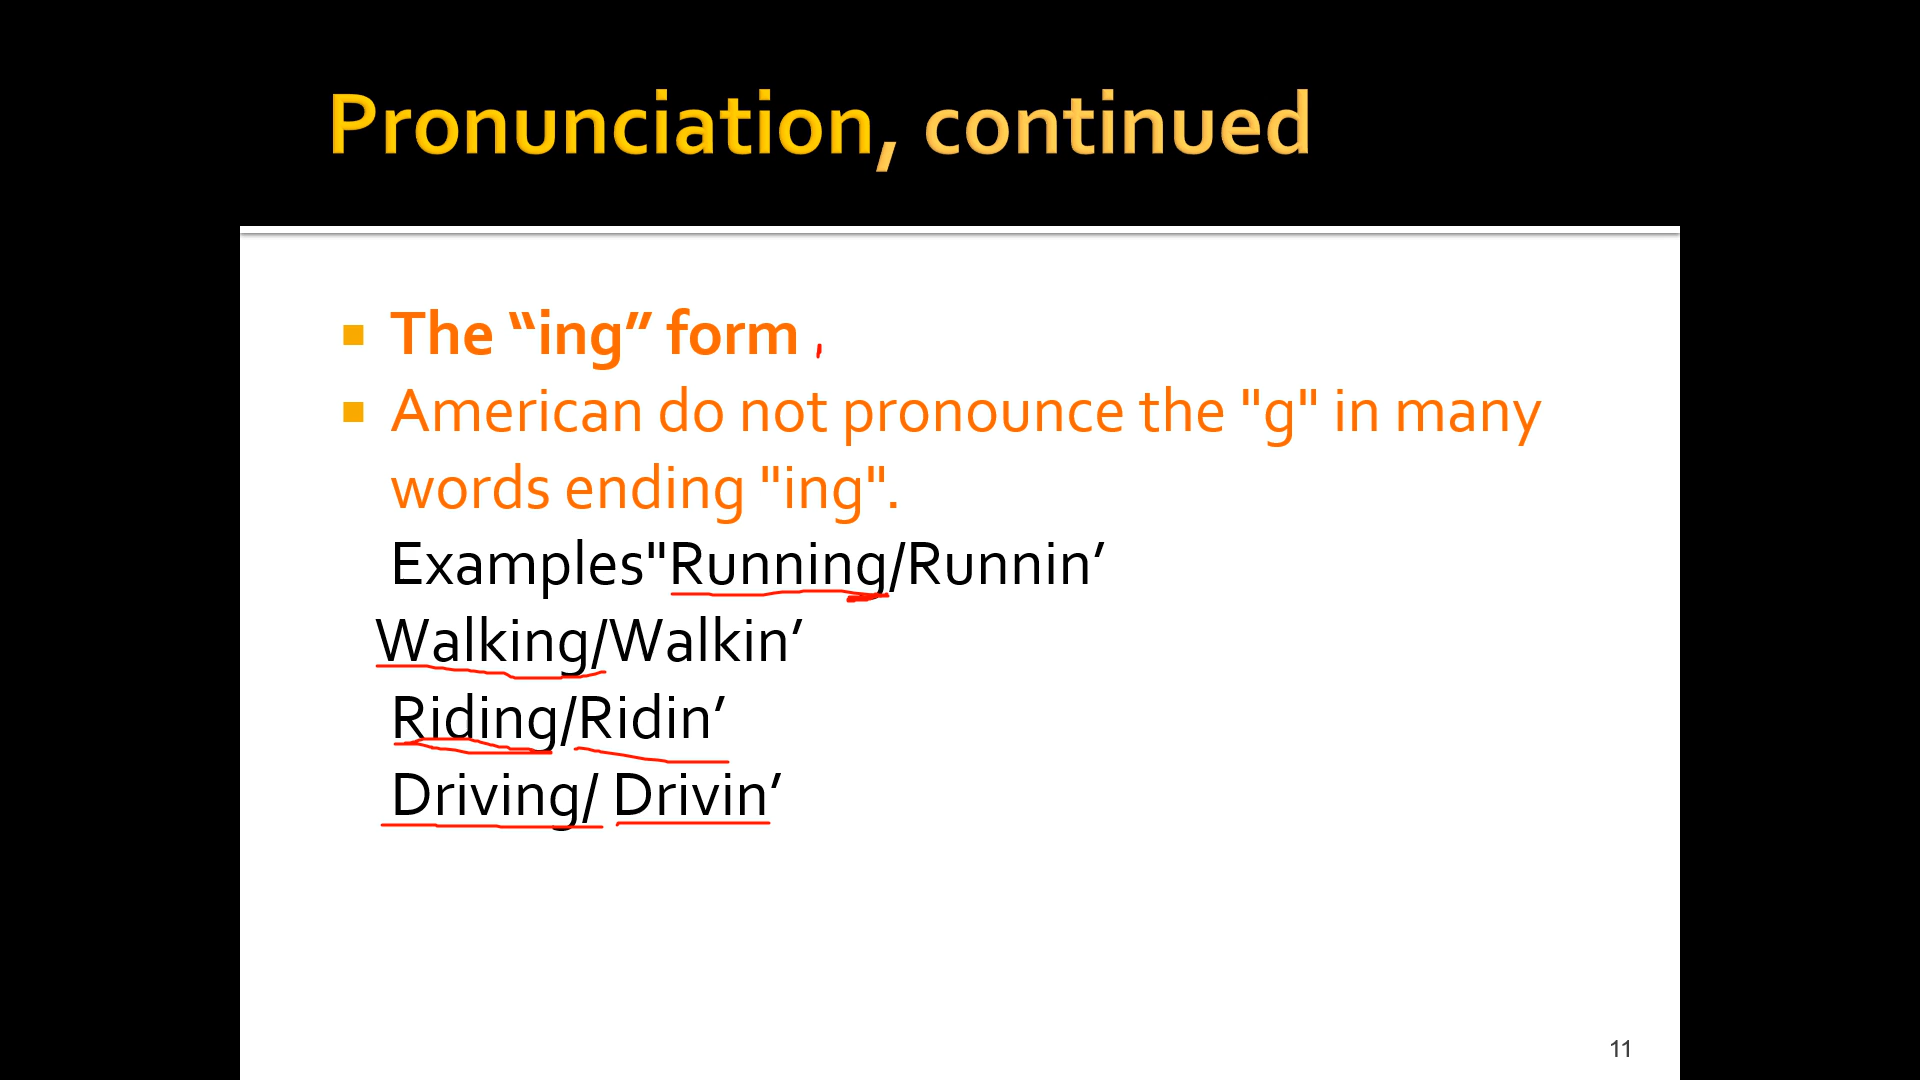 Pronunciation, continued
■ The “ing” form
■ American do not pronounce the "g" in many
words ending "ing".
Examples"Running/Runnin’
Walking/Walkin’
Riding/Ridin’
Driving/ Drivin’
11